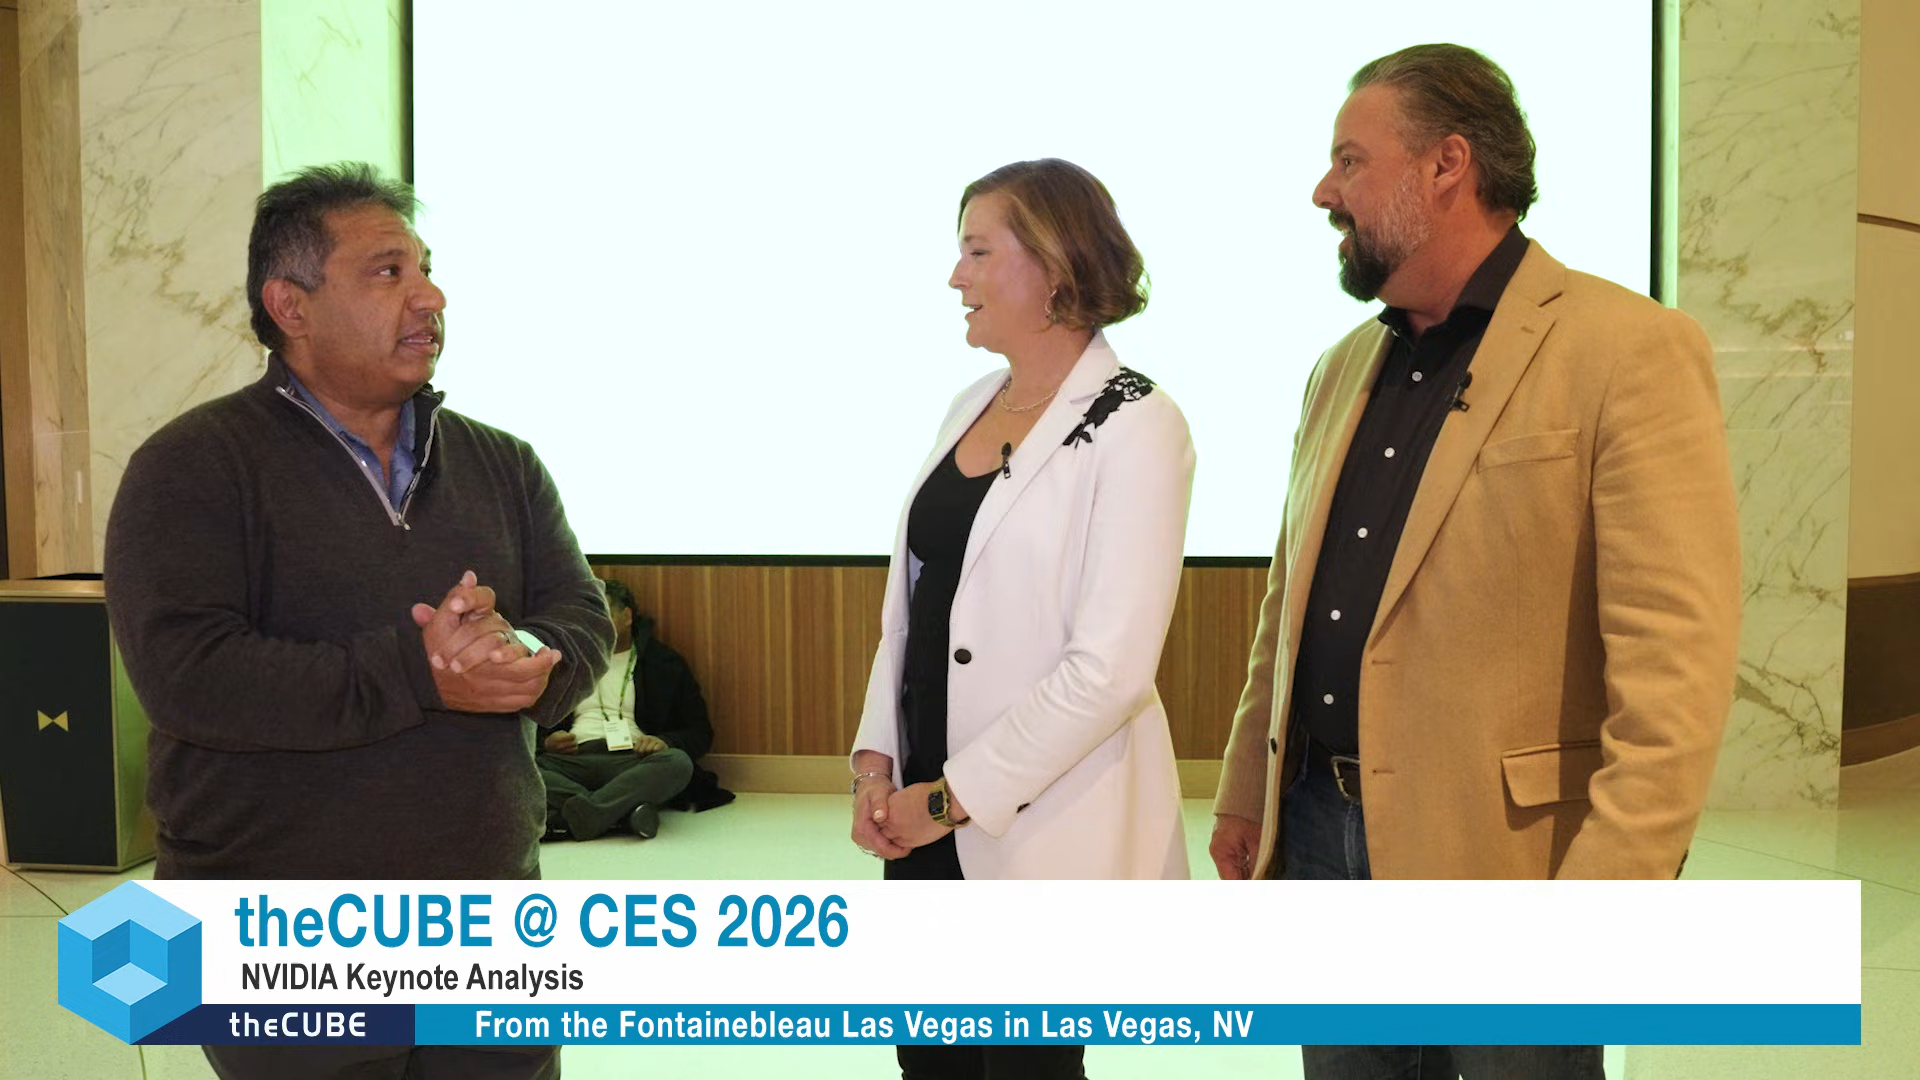 theCUBE @ CES 2026
NVIDIA Keynote Analysis
theCUBE
From the Fontainebleau Las Vegas in Las Vegas, NV